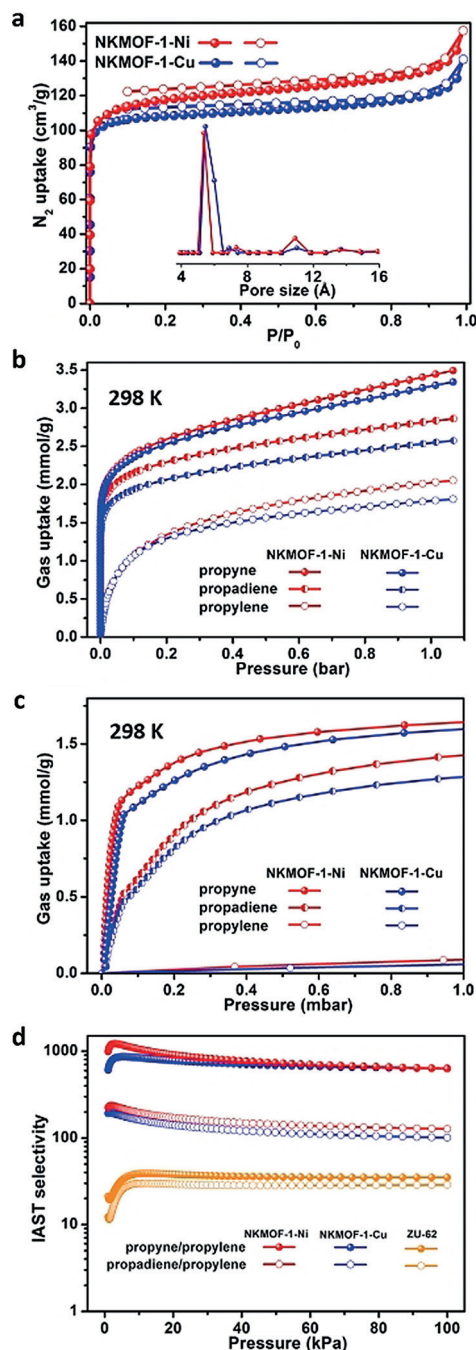 a
NKMOF-1-Ni
NKMOF-1-Cu
N2 uptake (cm3/g)
160
140
120
100
80
60
40
20
0
4 8 12 16
Pore size (Å)
0.0 0.2 0.4 0.6 0.8 1.0
P/P0
b
298 K
Gas uptake (mmol/g)
3.5
3.0
2.5
2.0
1.5
1.0
0.5
0.0
NKMOF-1-Ni NKMOF-1-Cu
propyne
propadiene
propylene
0.0 0.2 0.4 0.6 0.8 1.0
Pressure (bar)
c
298 K
Gas uptake (mmol/g)
1.5
1.0
0.5
0.0
NKMOF-1-Ni NKMOF-1-Cu
propyne
propadiene
propylene
0.0 0.2 0.4 0.6 0.8 1.0
Pressure (mbar)
d
IAST selectivity
1000
100
10
1
NKMOF-1-Ni NKMOF-1-Cu ZU-62
propyne/propylene
propadiene/propylene
0 20 40 60 80 100
Pressure (kPa)